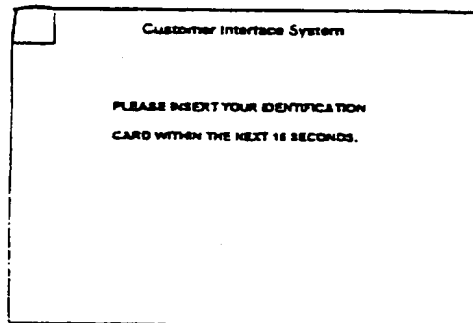 Customer Interface System
PLEASE INSERT YOUR IDENTIFICATION
CARD WITHIN THE NEXT 15 SECONDS.